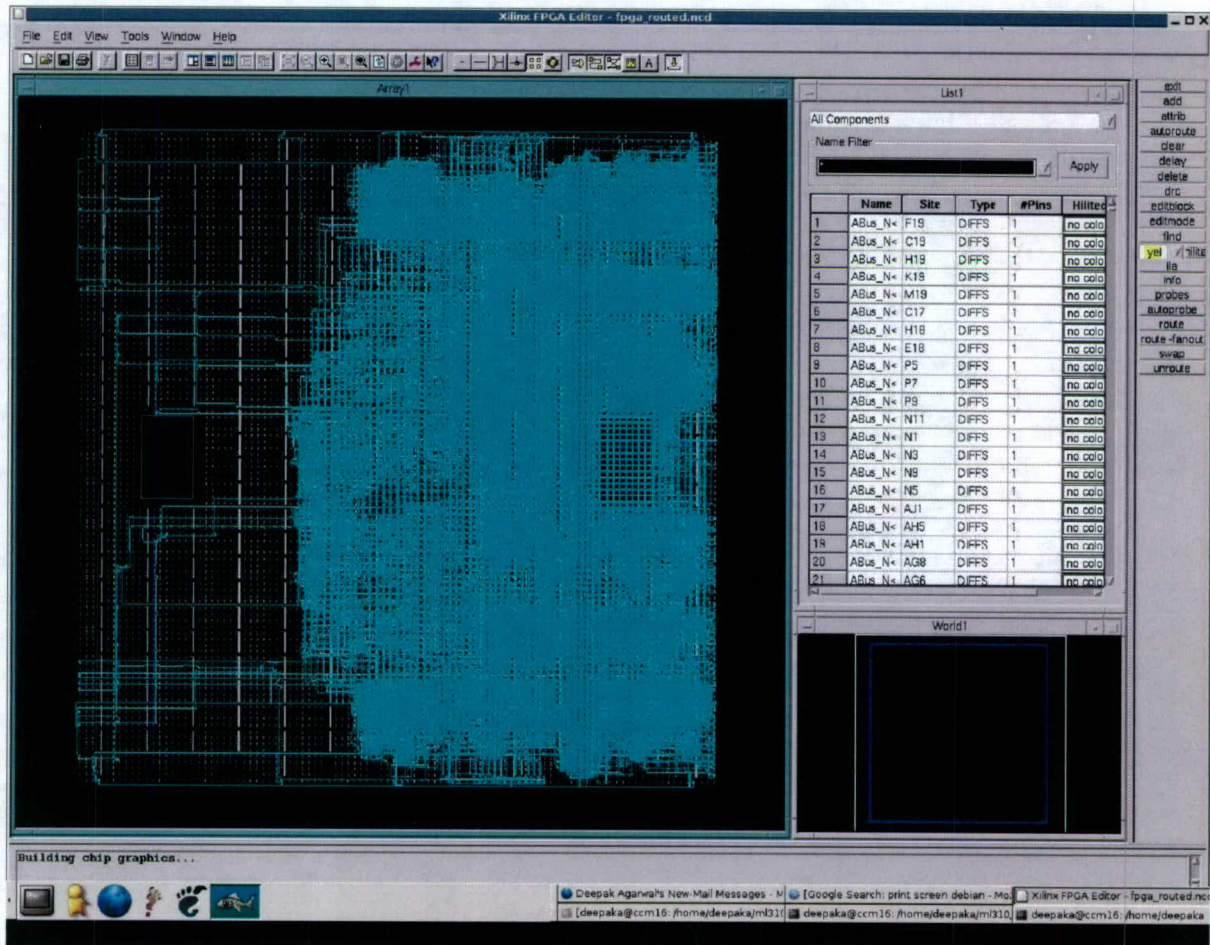 Xilinx FPGA Editor - fpga_routed.ncd
File Edit View Tools Window Help
Array1
List1
All Components
Name Filter
Apply
Name Site Type #Pins Hilited
1 ABus_N< F19 DIFFS 1 no colo
2 ABus_N< C19 DIFFS 1 no colo
3 ABus_N< H19 DIFFS 1 no colo
4 ABus_N< K19 DIFFS 1 no colo
5 ABus_N< M19 DIFFS 1 no colo
6 ABus_N< C17 DIFFS 1 no colo
7 ABus_N< H18 DIFFS 1 no colo
8 ABus_N< E18 DIFFS 1 no colo
9 ABus_N< P5 DIFFS 1 no colo
10 ABus_N< P7 DIFFS 1 no colo
11 ABus_N< P9 DIFFS 1 no colo
12 ABus_N< N11 DIFFS 1 no colo
13 ABus_N< N1 DIFFS 1 no colo
14 ABus_N< N3 DIFFS 1 no colo
15 ABus_N< N9 DIFFS 1 no colo
16 ABus_N< N5 DIFFS 1 no colo
17 ABus_N< AJ1 DIFFS 1 no colo
18 ABus_N< AH5 DIFFS 1 no colo
19 ABus_N< AH1 DIFFS 1 no colo
20 ABus_N< AG8 DIFFS 1 no colo
21 ABus_N< AG6 DIFFS 1 no colo
exit
add
attrib
autoroute
clear
delay
delete
drc
editblock
editmode
find
yel hilite
ila
info
probes
autoprobe
route
route -fanout
swap
unroute
World1
Building chip graphics...
Deepak Agarwal's New-Mail Messages - M
[Google Search: print screen debian - Mo
Xilinx FPGA Editor - fpga_routed.ncd
[deepaka@ccm16: /home/deepaka/ml310
deepaka@ccm16: /home/deepaka/ml310,
deepaka@ccm16: /home/deepaka